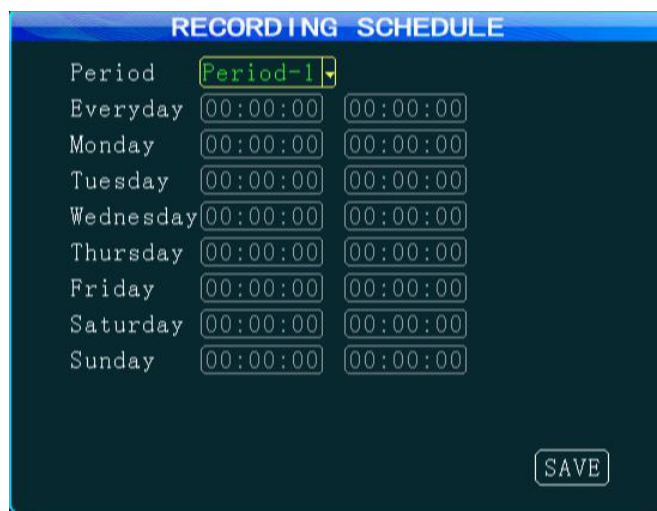 RECORDING SCHEDULE
Period Period-1
Everyday 00:00:00 00:00:00
Monday 00:00:00 00:00:00
Tuesday 00:00:00 00:00:00
Wednesday 00:00:00 00:00:00
Thursday 00:00:00 00:00:00
Friday 00:00:00 00:00:00
Saturday 00:00:00 00:00:00
Sunday 00:00:00 00:00:00
SAVE